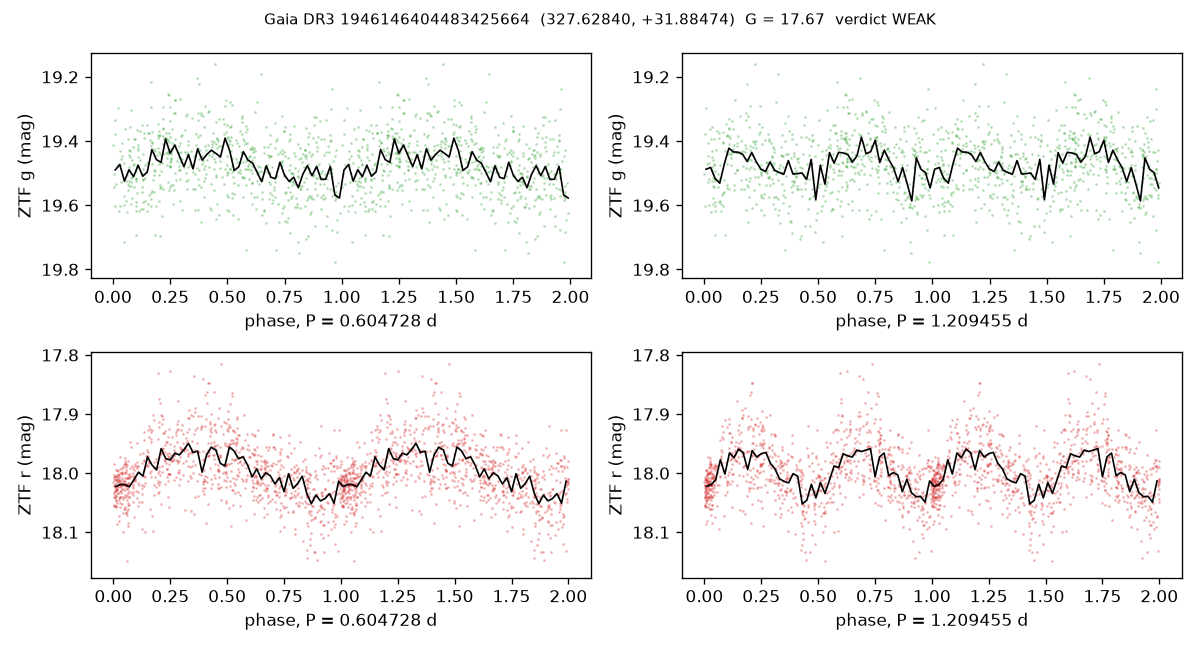 Gaia DR3 1946146404483425664  (327.62840, +31.88474)  G = 17.67  verdict WEAK
ZTF g (mag)
19.2
19.4
19.6
19.8
0.00 0.25 0.50 0.75 1.00 1.25 1.50 1.75 2.00
phase, P = 0.604728 d
ZTF g (mag)
19.2
19.4
19.6
19.8
0.00 0.25 0.50 0.75 1.00 1.25 1.50 1.75 2.00
phase, P = 1.209455 d
ZTF r (mag)
17.8
17.9
18.0
18.1
0.00 0.25 0.50 0.75 1.00 1.25 1.50 1.75 2.00
phase, P = 0.604728 d
ZTF r (mag)
17.8
17.9
18.0
18.1
0.00 0.25 0.50 0.75 1.00 1.25 1.50 1.75 2.00
phase, P = 1.209455 d